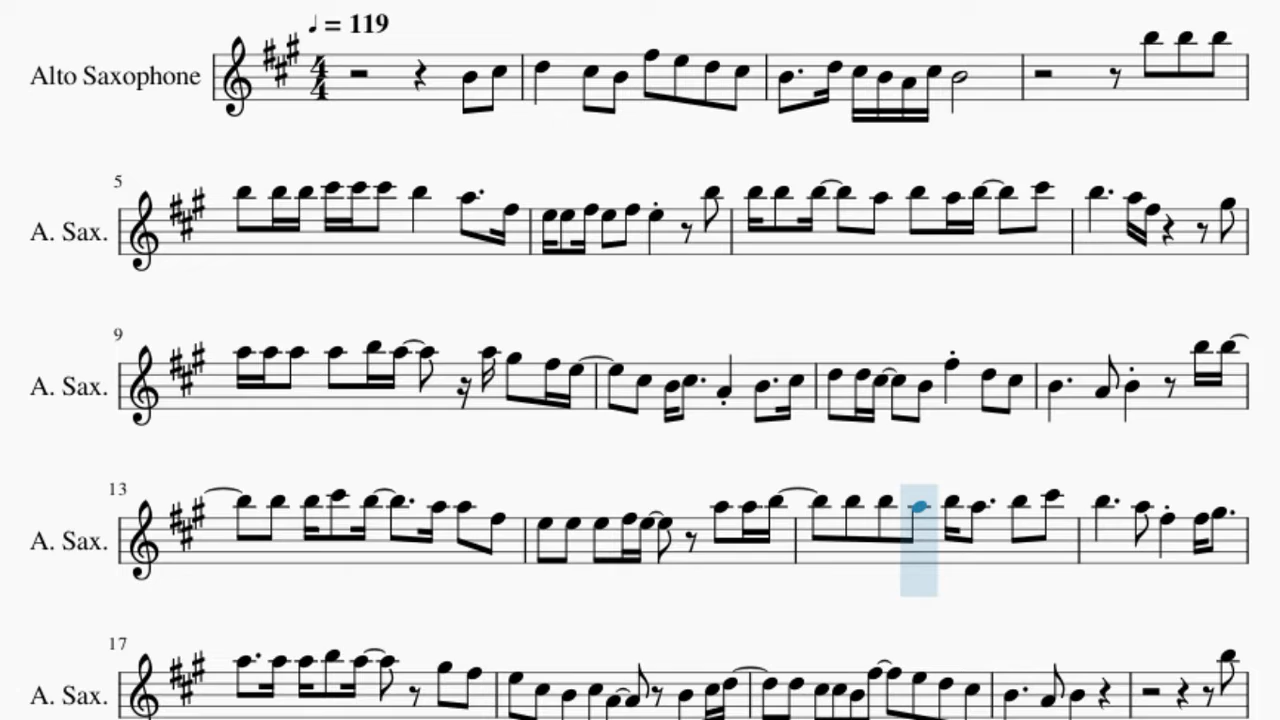 ♩ = 119
Alto Saxophone
4
4
5
A. Sax.
9
A. Sax.
13
A. Sax.
17
A. Sax.